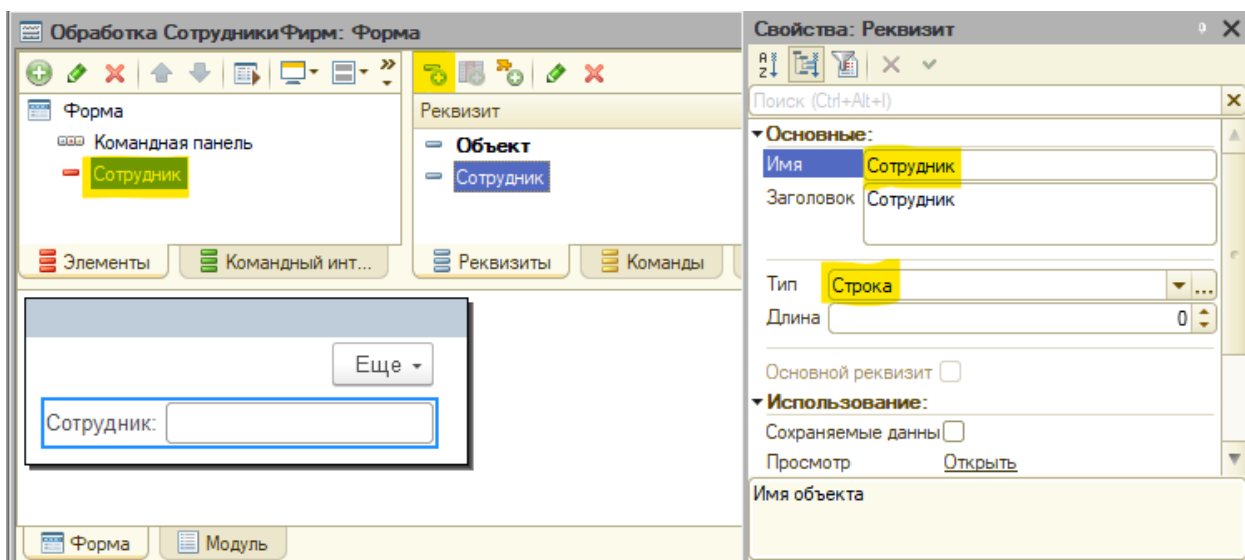 Обработка СотрудникиФирм: Форма
Форма
Командная панель
Сотрудник
Элементы
Командный инт...
Реквизит
Объект
Сотрудник
Реквизиты
Команды
Еще
Сотрудник:
Форма
Модуль
Свойства: Реквизит
Поиск (Ctrl+Alt+I)
Основные:
Имя Сотрудник
Заголовок Сотрудник
Тип Строка
Длина 0
Основной реквизит
Использование:
Сохраняемые данны
Просмотр Открыть
Имя объекта